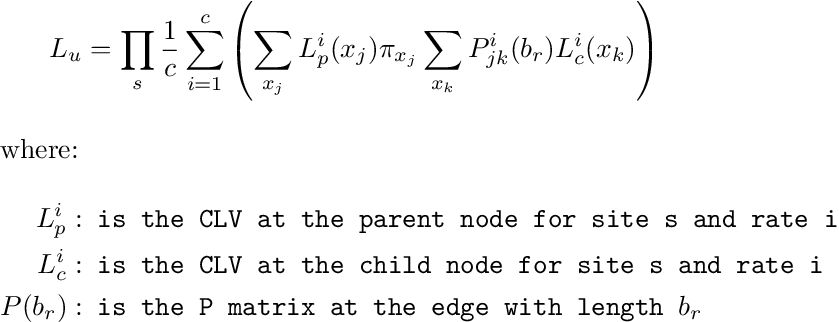 L_u = \prod_s \frac{1}{c} \sum_{i=1}^{c} \left( \sum_{x_j} L_p^i(x_j) \pi_{x_j} \sum_{x_k} P_{jk}^i(b_r) L_c^i(x_k) \right)
where:
L_p^i : is the CLV at the parent node for site s and rate i
L_c^i : is the CLV at the child node for site s and rate i
P(b_r) : is the P matrix at the edge with length b_r